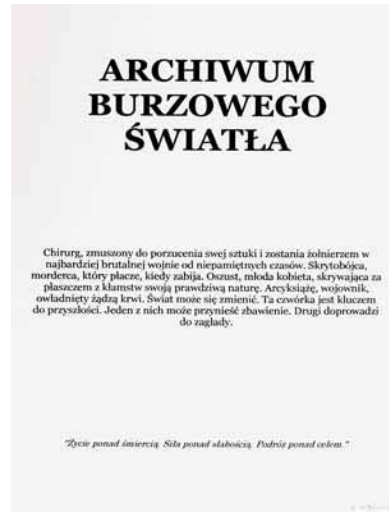 ARCHIWUM
BURZOWEGO
ŚWIATŁA
Chirurg, zmuszony do porzucenia swej sztuki i zostania żołnierzem w
najbardziej brutalnej wojnie od niepamiętnych czasów. Skrytobójca,
morderca, który płacze, kiedy zabija. Oszust, młoda kobieta, skrywająca za
płaszczem z kłamstw swoją prawdziwą naturę. Arcyksiążę, wojownik,
owładnięty żądzą krwi. Świat może się zmienić. Ta czwórka jest kluczem
do przyszłości. Jeden z nich może przynieść zbawienie. Drugi doprowadzi
do zagłady.
"Życie ponad śmiercią. Siła ponad słabością. Podróż ponad celem."